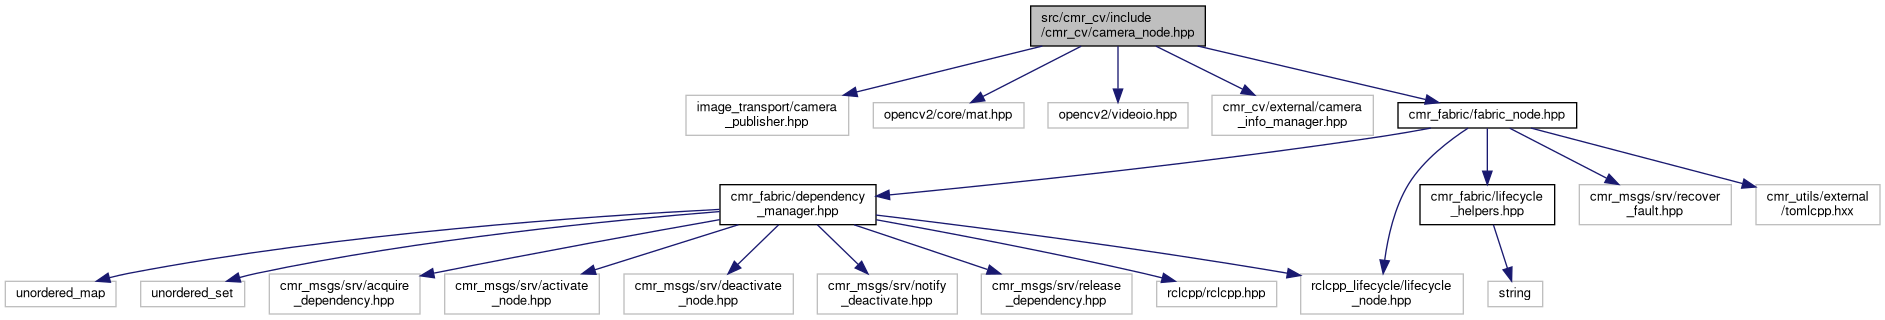 src/cmr_cv/include
/cmr_cv/camera_node.hpp
image_transport/camera
_publisher.hpp
opencv2/core/mat.hpp
opencv2/videoio.hpp
cmr_cv/external/camera
_info_manager.hpp
cmr_fabric/fabric_node.hpp
cmr_fabric/dependency
_manager.hpp
cmr_fabric/lifecycle
_helpers.hpp
cmr_msgs/srv/recover
_fault.hpp
cmr_utils/external
/tomlcpp.hxx
unordered_map
unordered_set
cmr_msgs/srv/acquire
_dependency.hpp
cmr_msgs/srv/activate
_node.hpp
cmr_msgs/srv/deactivate
_node.hpp
cmr_msgs/srv/notify
_deactivate.hpp
cmr_msgs/srv/release
_dependency.hpp
rclcpp/rclcpp.hpp
rclcpp_lifecycle/lifecycle
_node.hpp
string